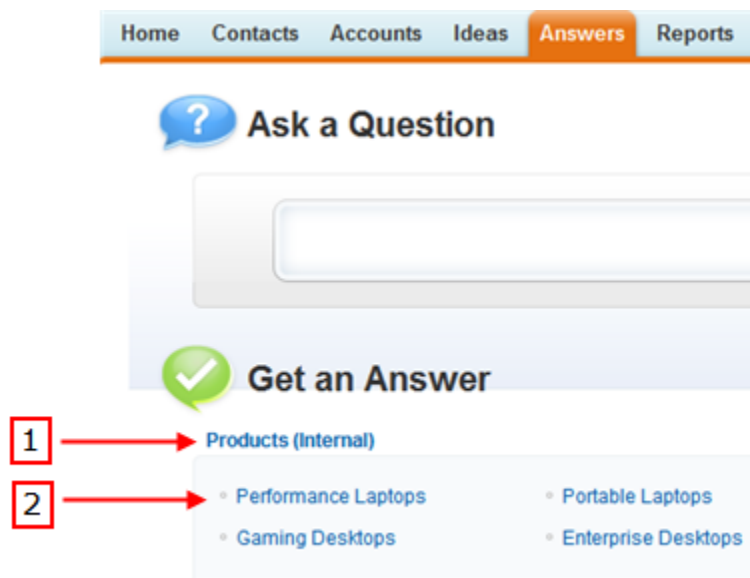 Home Contacts Accounts Ideas Answers Reports
? Ask a Question
Get an Answer
1 Products (Internal)
2 Performance Laptops Portable Laptops
Gaming Desktops Enterprise Desktops